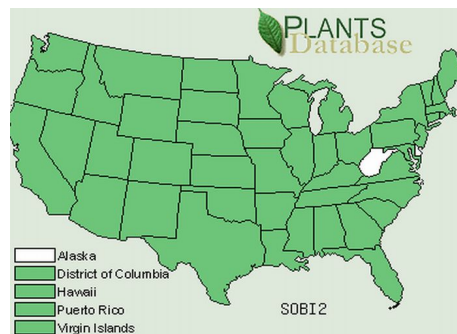 PLANTS
Database
Alaska
District of Columbia
Hawaii
Puerto Rico
Virgin Islands
SOBI2